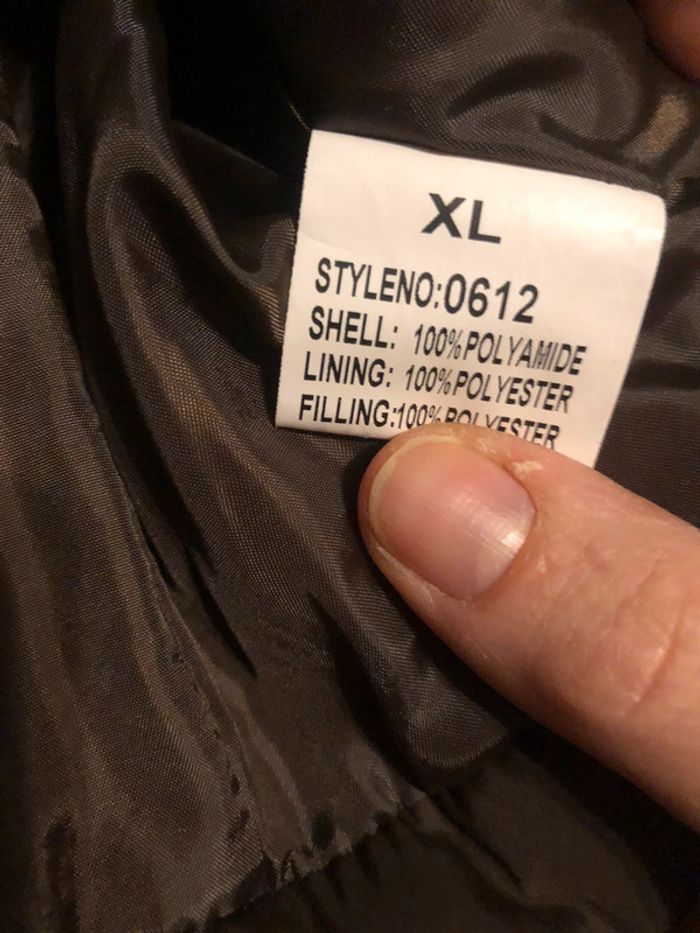 XL
STYLENO:0612
SHELL: 100%POLYAMIDE
LINING: 100%POLYESTER
FILLING:100%POLYESTER